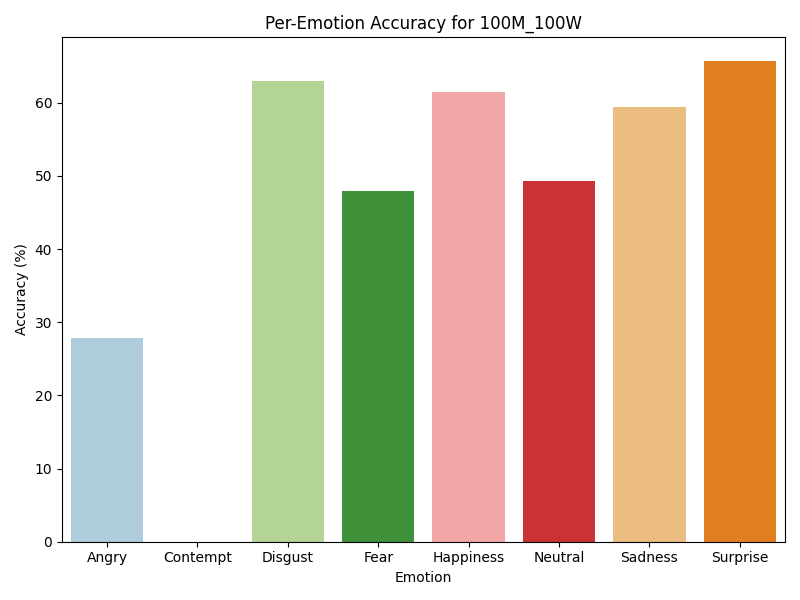 Per-Emotion Accuracy for 100M_100W
Accuracy (%)
60
50
40
30
20
10
0
Angry Contempt Disgust Fear Happiness Neutral Sadness Surprise
Emotion